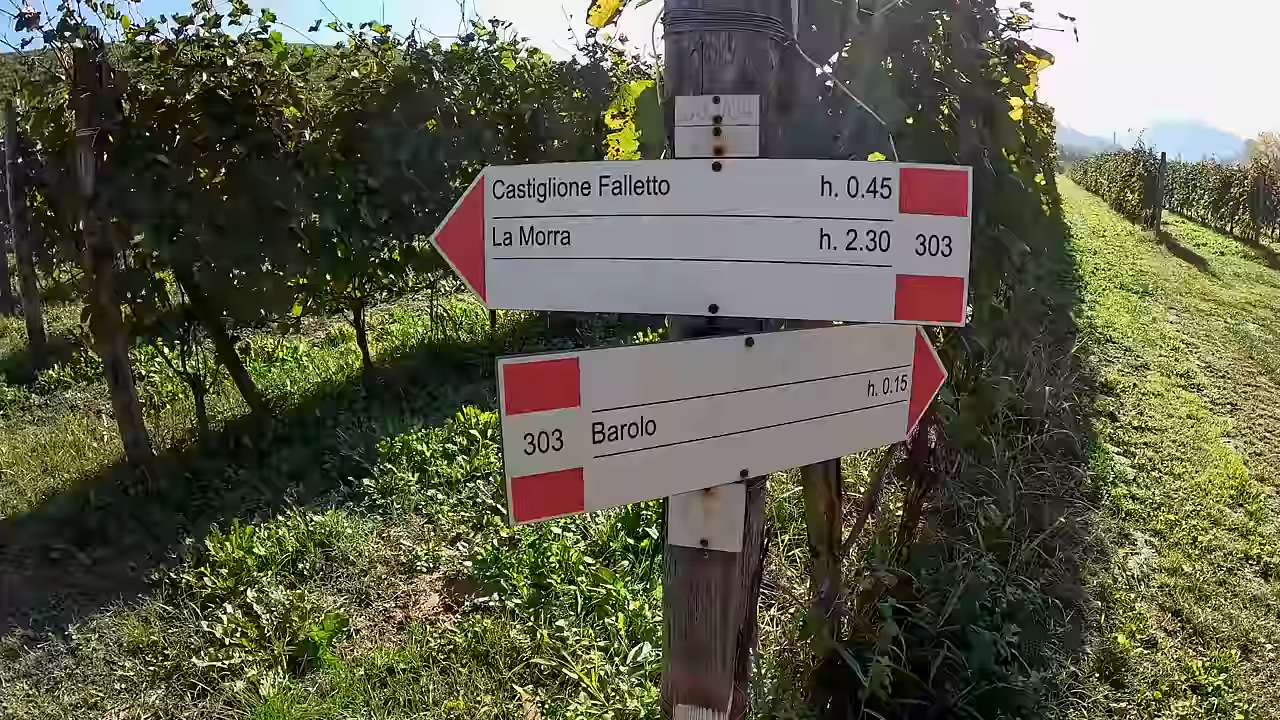 Castiglione Falletto h. 0.45
La Morra h. 2.30
303
h. 0.15
303 Barolo